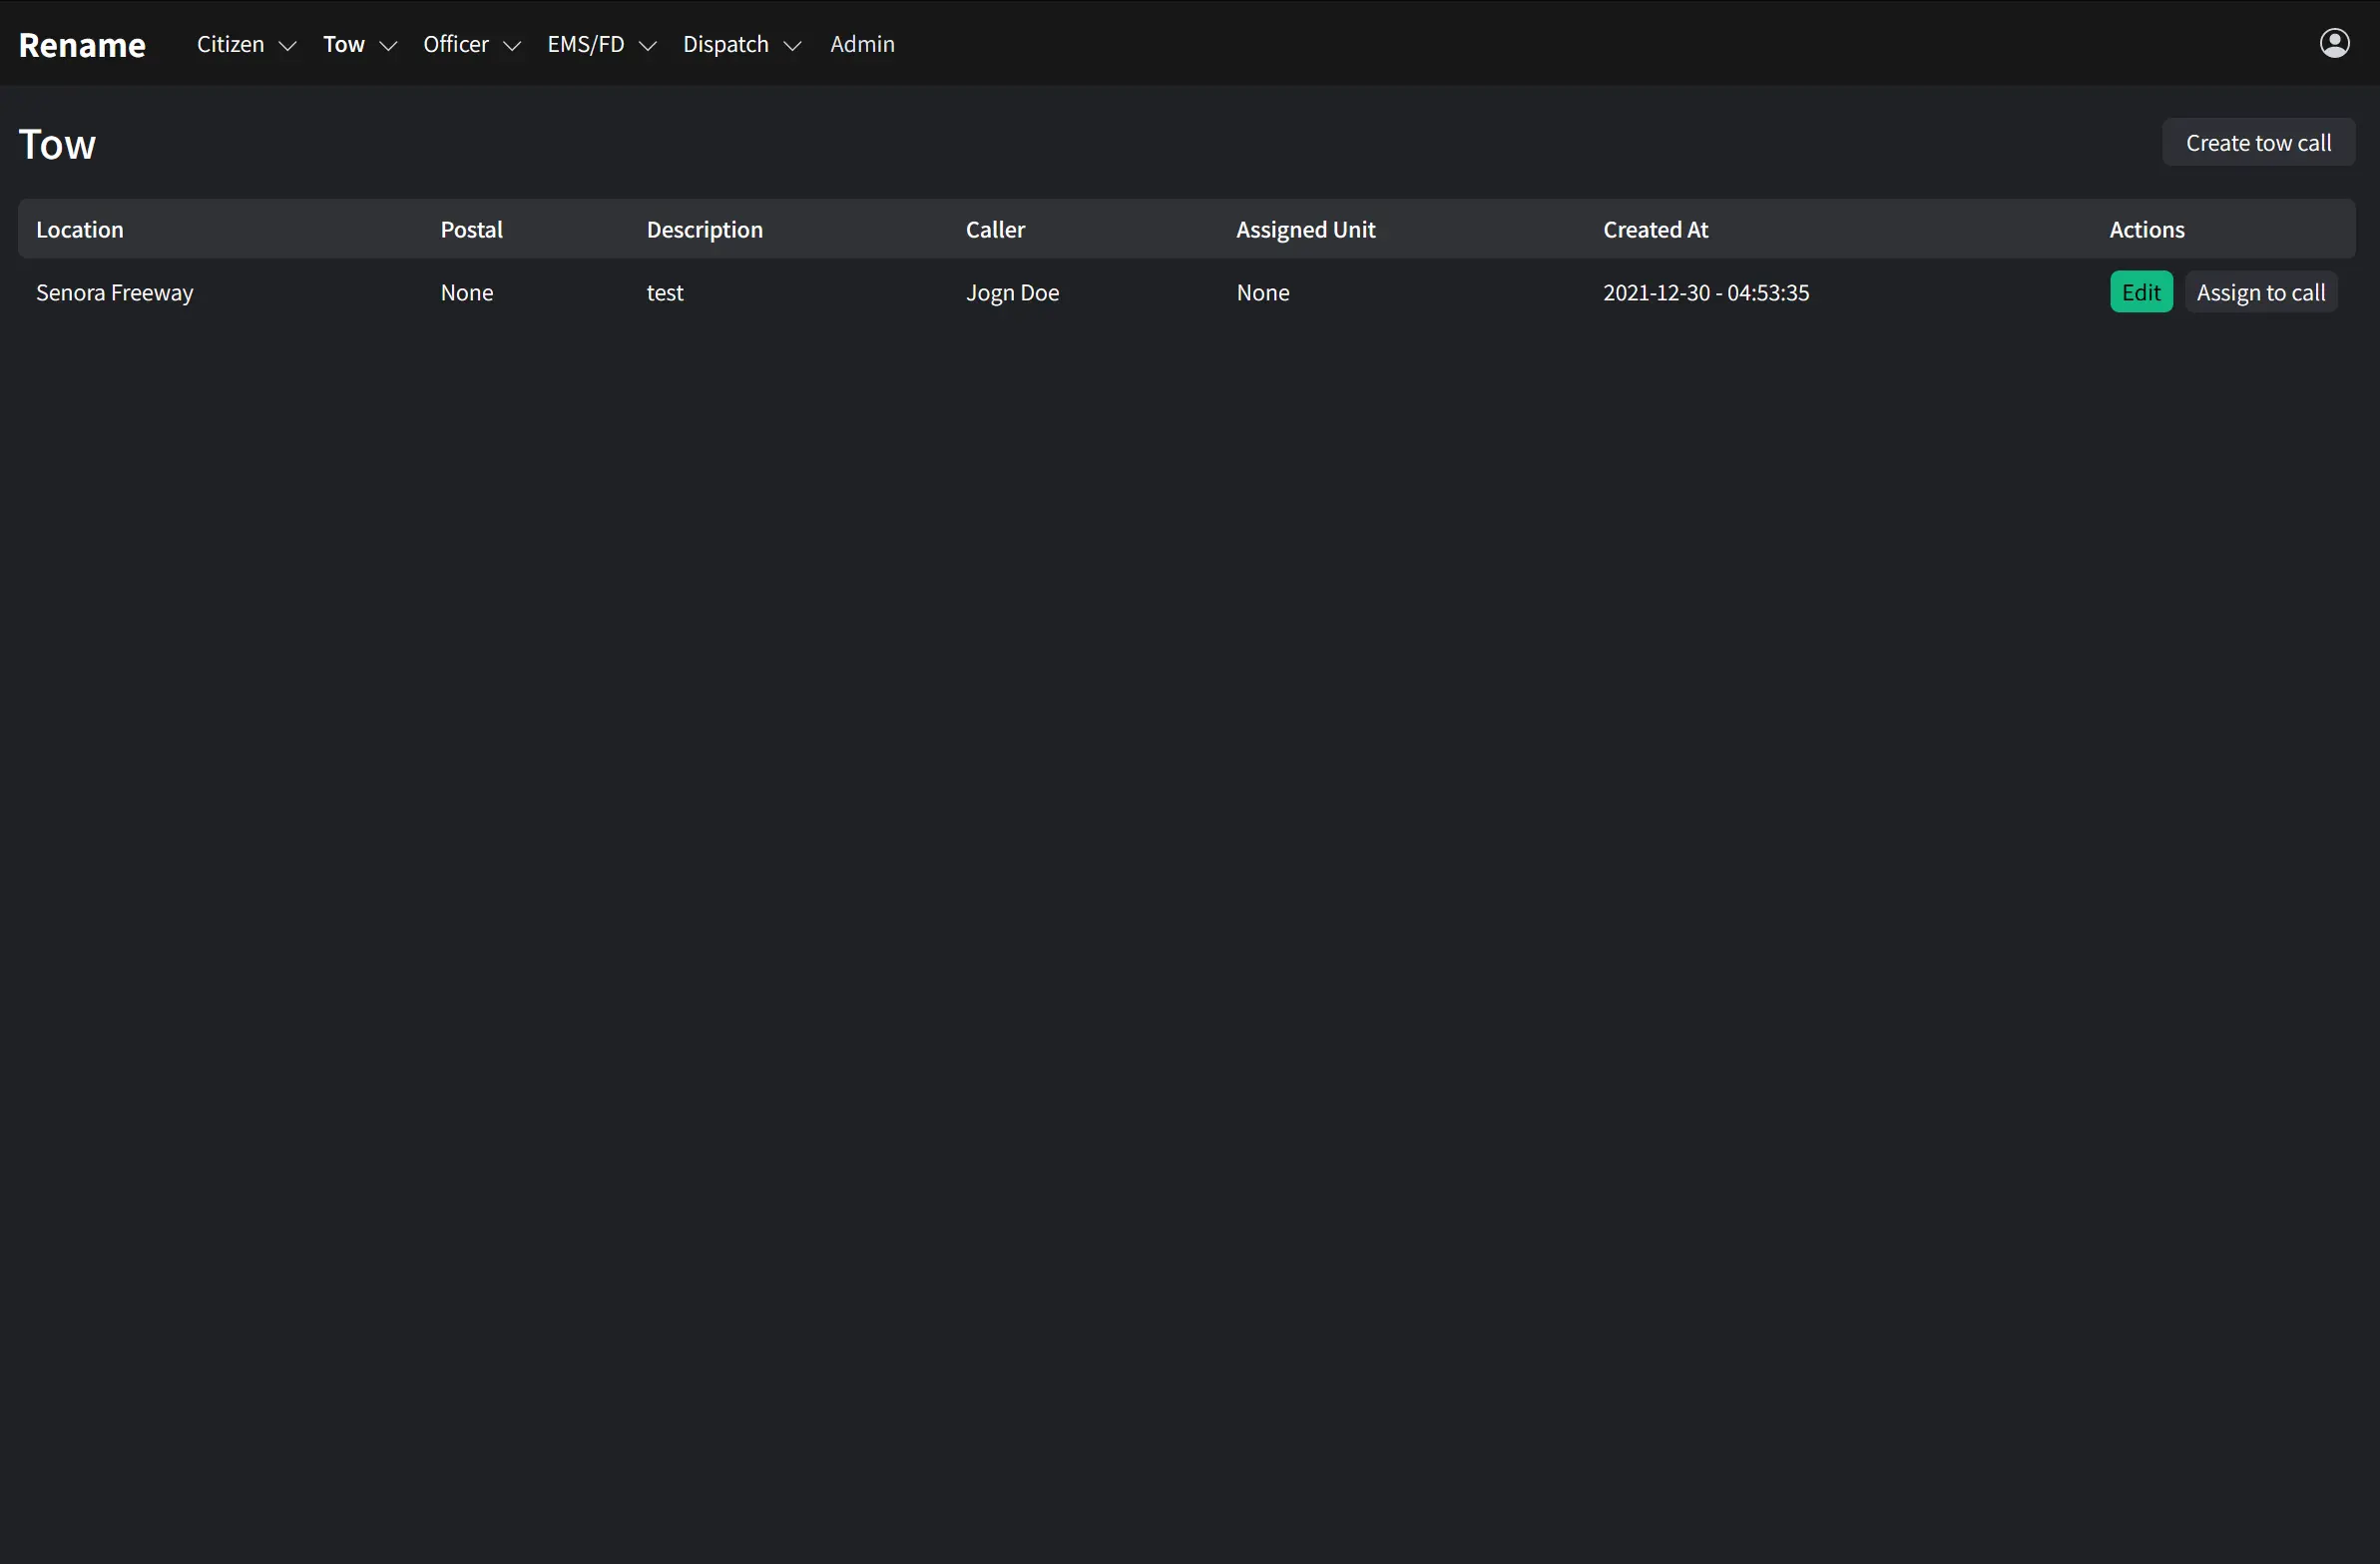 Rename Citizen Tow Officer EMS/FD Dispatch Admin
Tow Create tow call
Location Postal Description Caller Assigned Unit Created At Actions
Senora Freeway None test Jogn Doe None 2021-12-30 - 04:53:35 Edit Assign to call